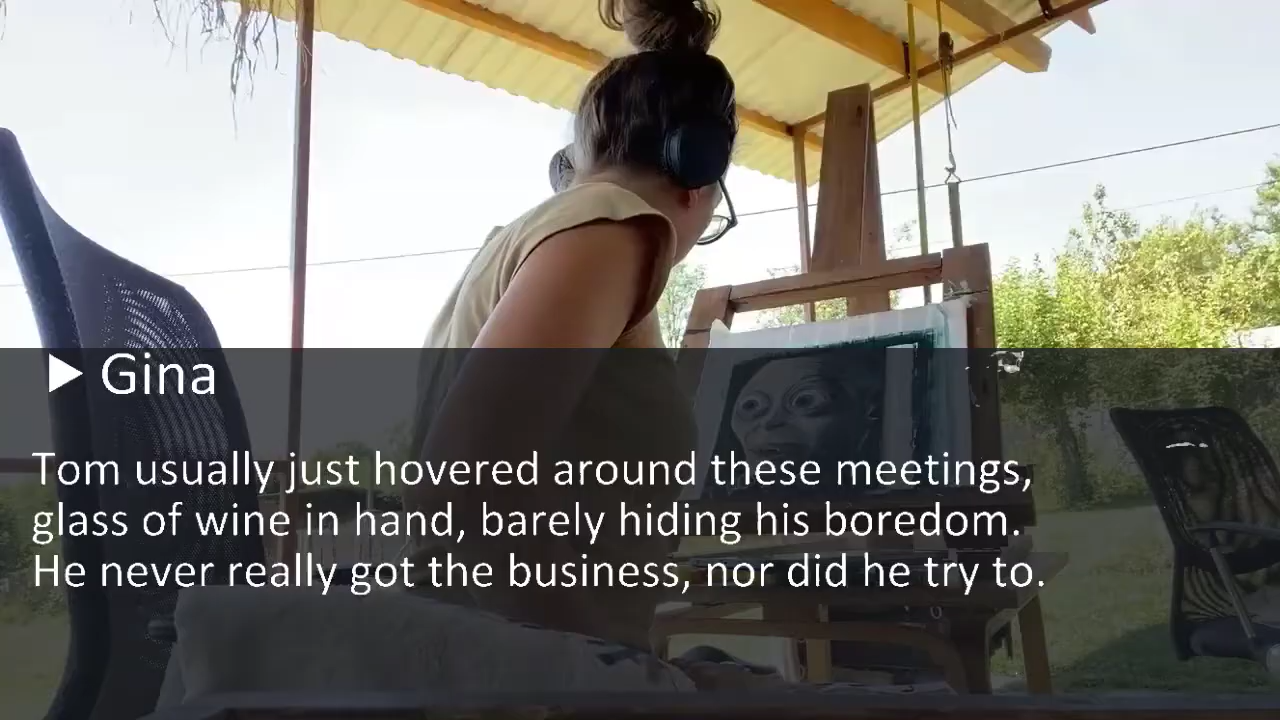 ▶ Gina
Tom usually just hovered around these meetings,
glass of wine in hand, barely hiding his boredom.
He never really got the business, nor did he try to.